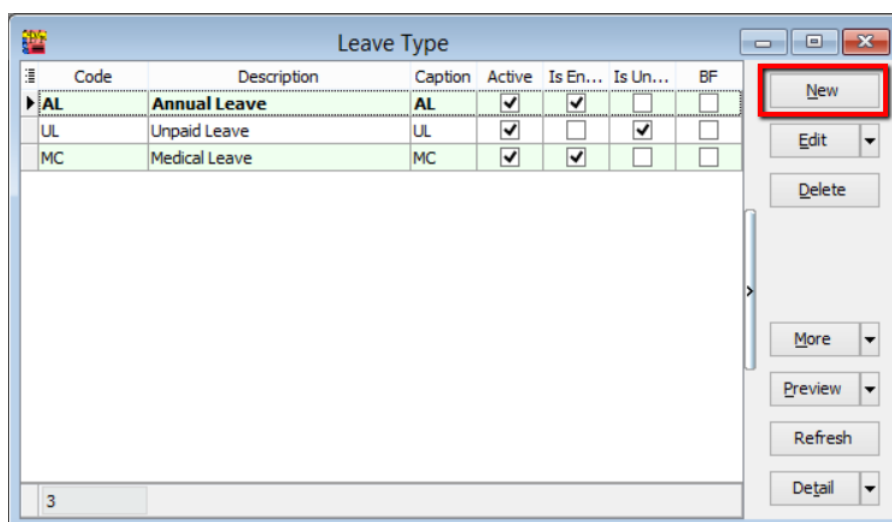 Leave Type
Code Description Caption Active Is En... Is Un... BF
AL Annual Leave AL
UL Unpaid Leave UL
MC Medical Leave MC
3
New
Edit
Delete
More
Preview
Refresh
Detail